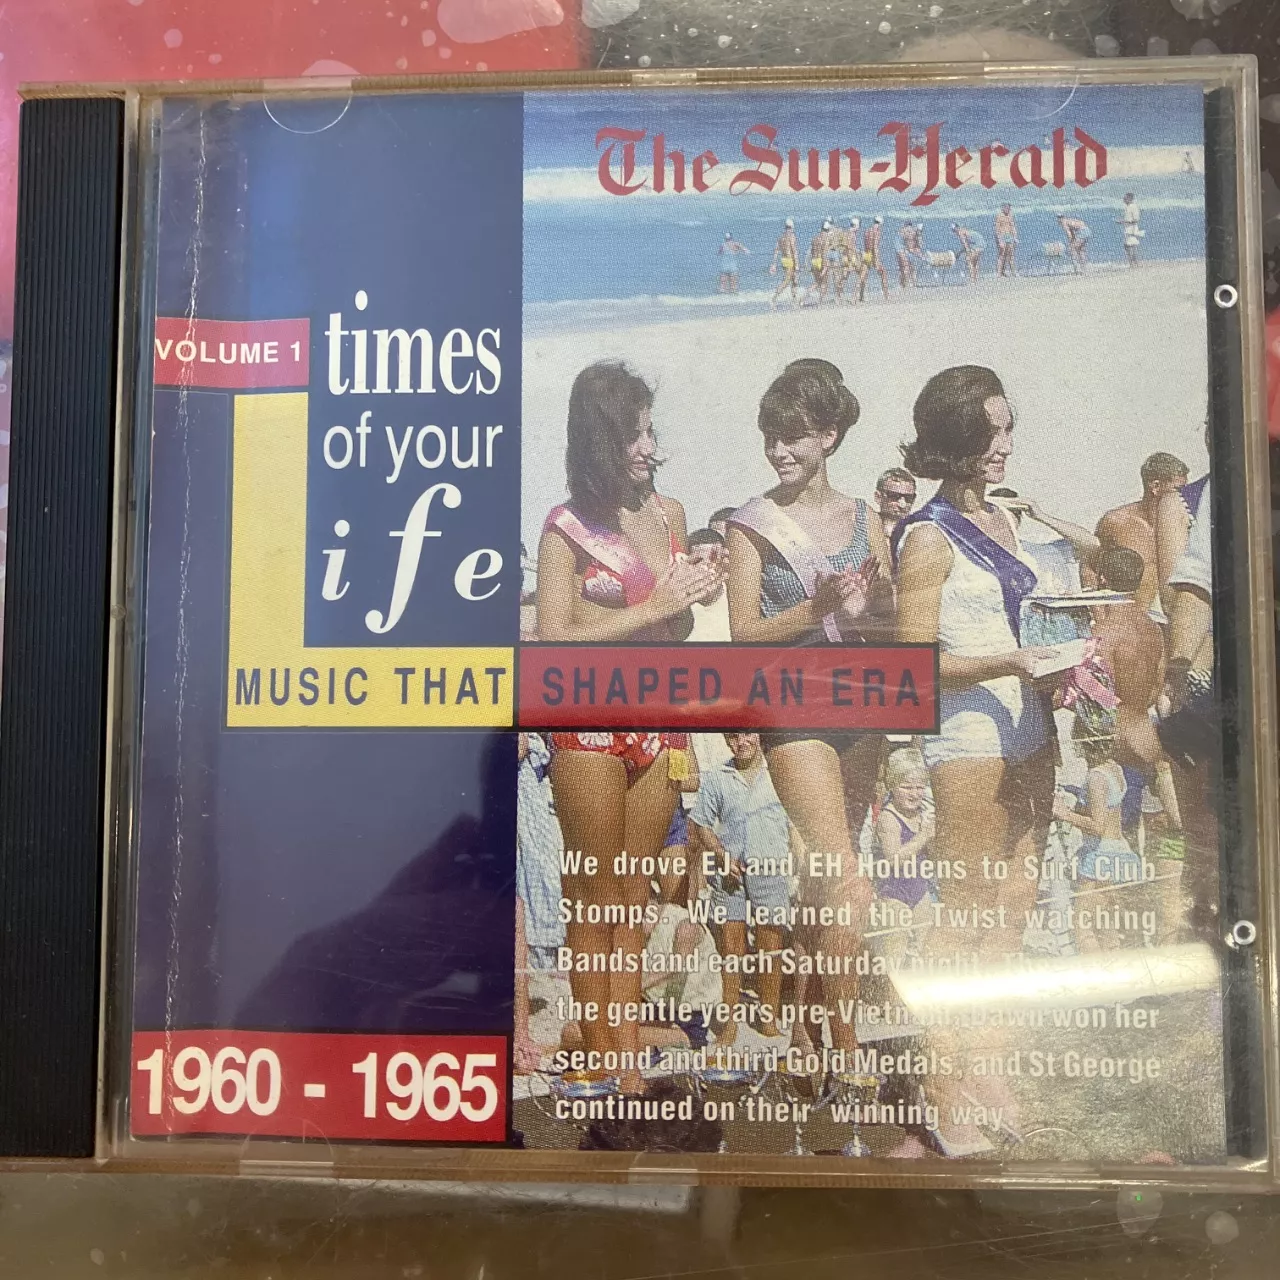 The Sun-Herald
VOLUME 1
times
of your
Life
MUSIC THAT SHAPED AN ERA
We drove EJ and EH Holdens to Surf Club
Stomps. We learned the Twist watching
Bandstand each Saturday night.
the gentle years pre-Vietnam, Dawn won her
second and third Gold Medals, and St George
continued on their winning way
1960 - 1965